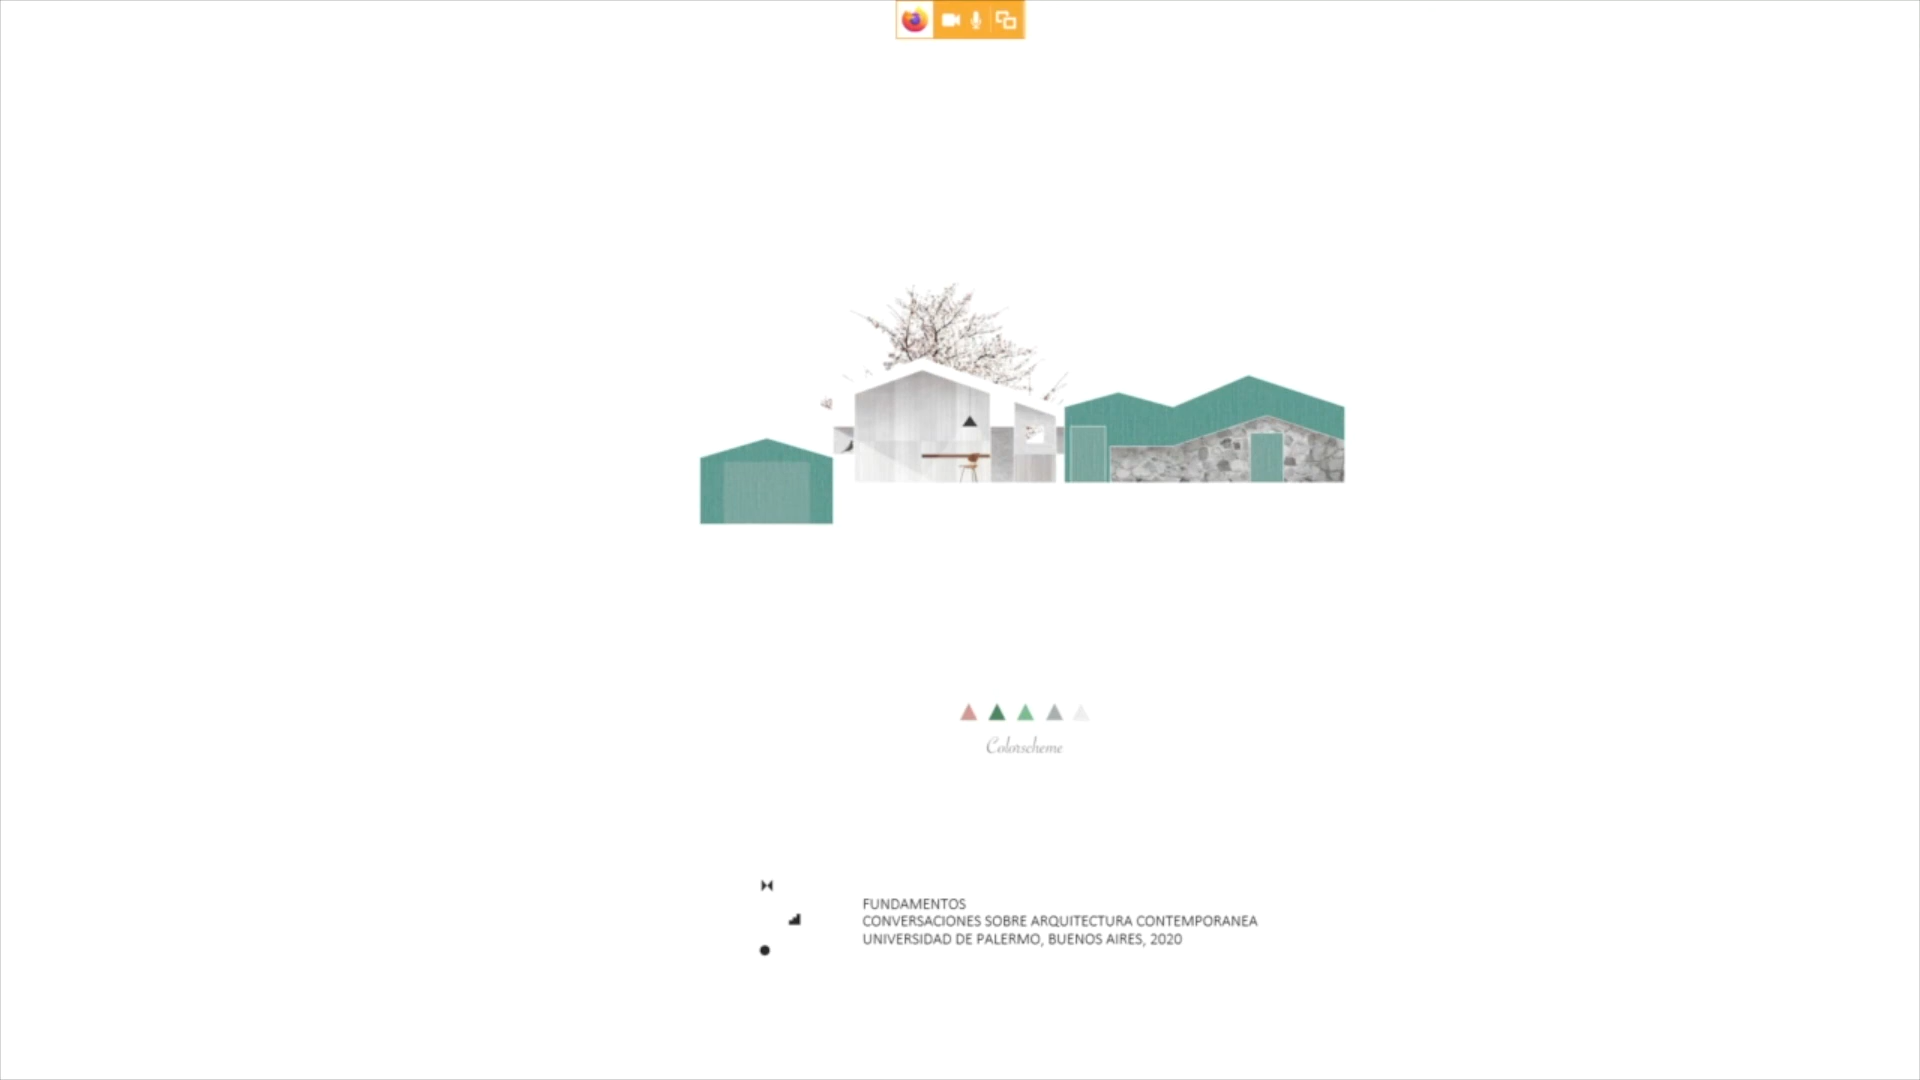 Colorscheme
FUNDAMENTOS
CONVERSACIONES SOBRE ARQUITECTURA CONTEMPORANEA
UNIVERSIDAD DE PALERMO, BUENOS AIRES, 2020